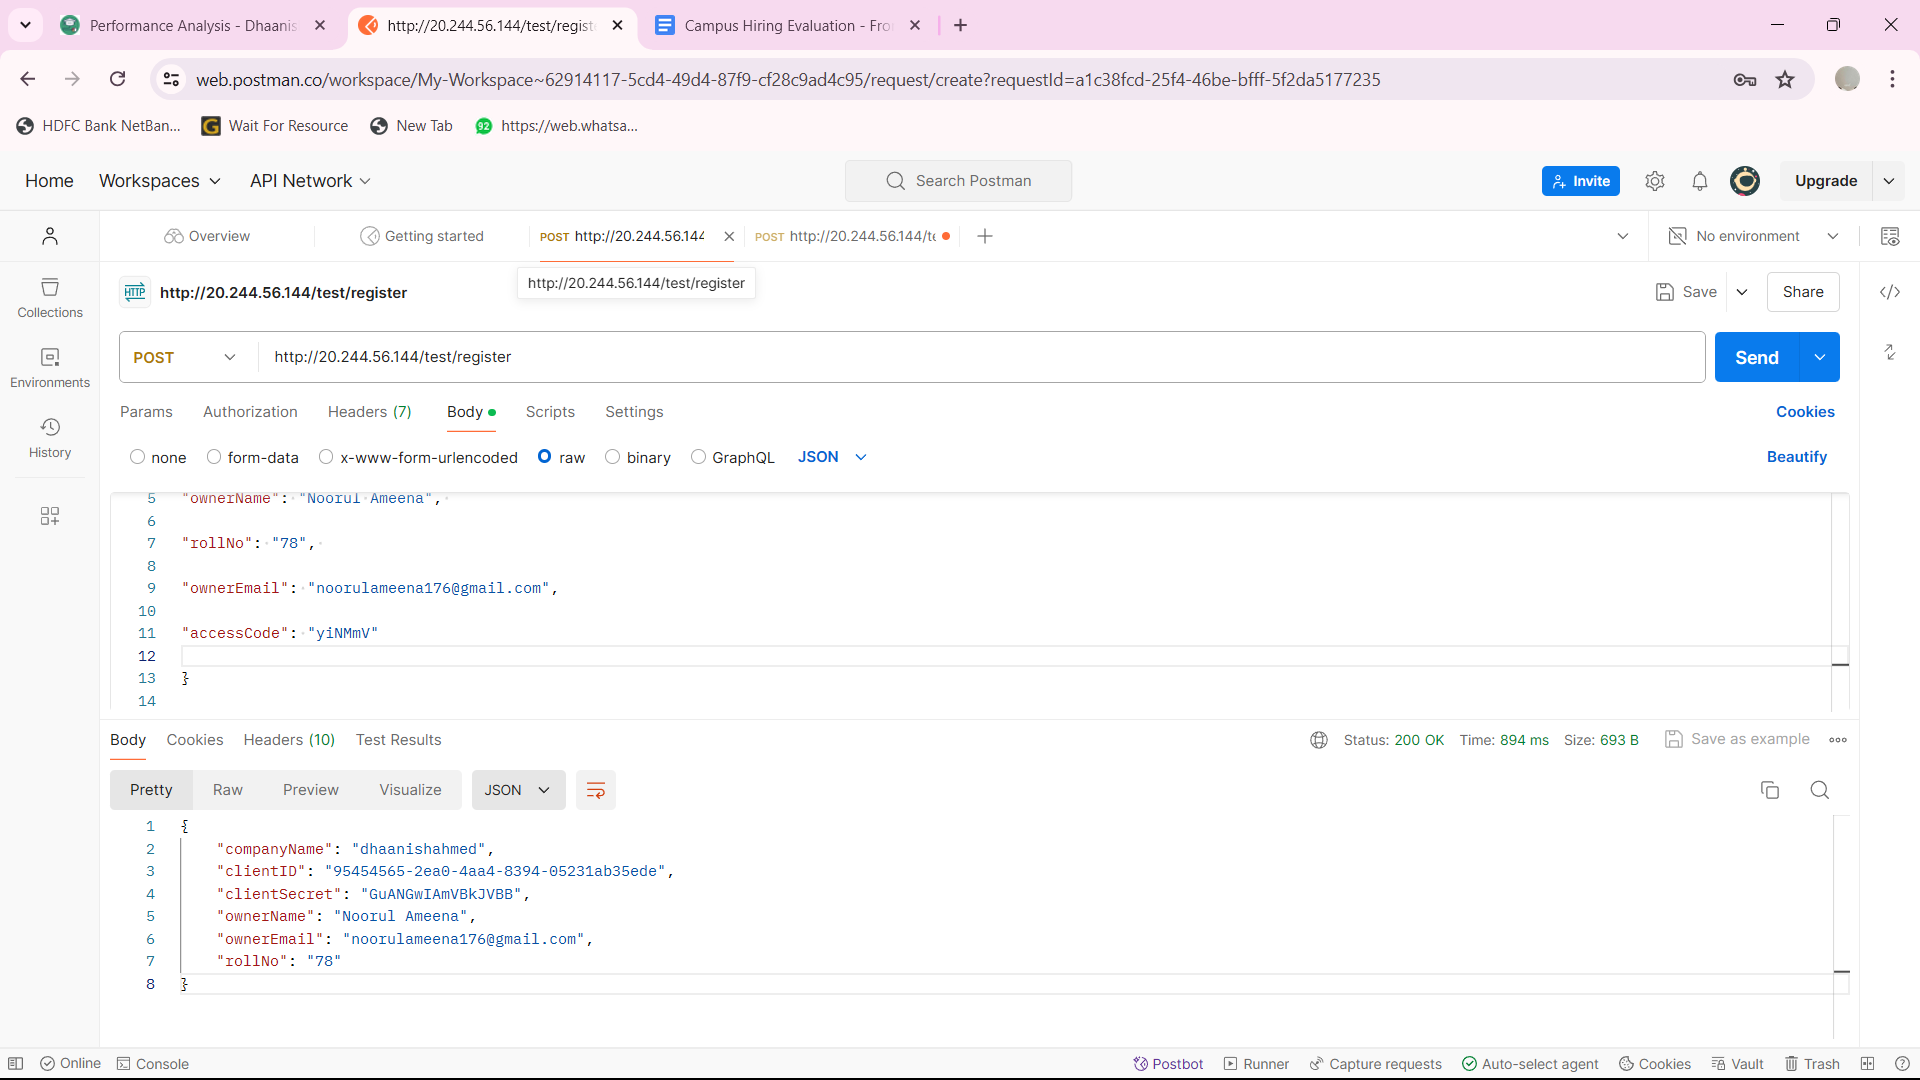 Performance Analysis - Dhaanis
http://20.244.56.144/test/regist
Campus Hiring Evaluation - Fro
web.postman.co/workspace/My-Workspace~62914117-5cd4-49d4-87f9-cf28c9ad4c95/request/create?requestId=a1c38fcd-25f4-46be-bfff-5f2da5177235
HDFC Bank NetBan...
G Wait For Resource
New Tab
92 https://web.whatsa...
Home Workspaces API Network Search Postman Invite Upgrade
Overview Getting started POST http://20.244.56.144 POST http://20.244.56.144/te No environment
HTTP http://20.244.56.144/test/register
http://20.244.56.144/test/register
Save Share
Collections
Environments
History
POST http://20.244.56.144/test/register Send
Params Authorization Headers (7) Body Scripts Settings Cookies
none form-data x-www-form-urlencoded raw binary GraphQL JSON Beautify
5 "ownerName": "Noorul Ameena",
6
7 "rollNo": "78",
8
9 "ownerEmail": "noorulameena176@gmail.com",
10
11 "accessCode": "yiNMmV"
12
13 }
14
Body Cookies Headers (10) Test Results Status: 200 OK Time: 894 ms Size: 693 B Save as example
Pretty Raw Preview Visualize JSON
1 {
2 "companyName": "dhaanishahmed",
3 "clientID": "95454565-2ea0-4aa4-8394-05231ab35ede",
4 "clientSecret": "GuANGwIAmVBkJVBB",
5 "ownerName": "Noorul Ameena",
6 "ownerEmail": "noorulameena176@gmail.com",
7 "rollNo": "78"
8 }
Online Console Postbot Runner Capture requests Auto-select agent Cookies Vault Trash